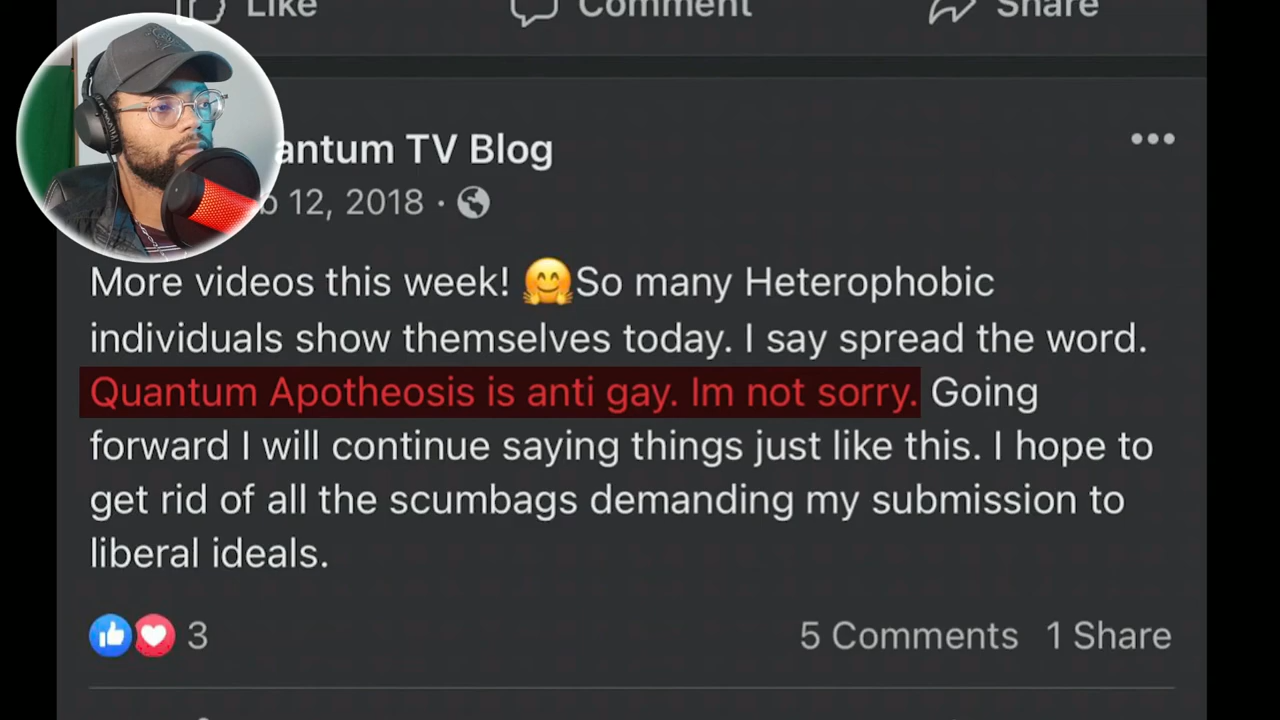 Like Comment Share
antum TV Blog
b 12, 2018 ·
More videos this week! 🤗So many Heterophobic
individuals show themselves today. I say spread the word.
Quantum Apotheosis is anti gay. Im not sorry. Going
forward I will continue saying things just like this. I hope to
get rid of all the scumbags demanding my submission to
liberal ideals.
3 5 Comments 1 Share